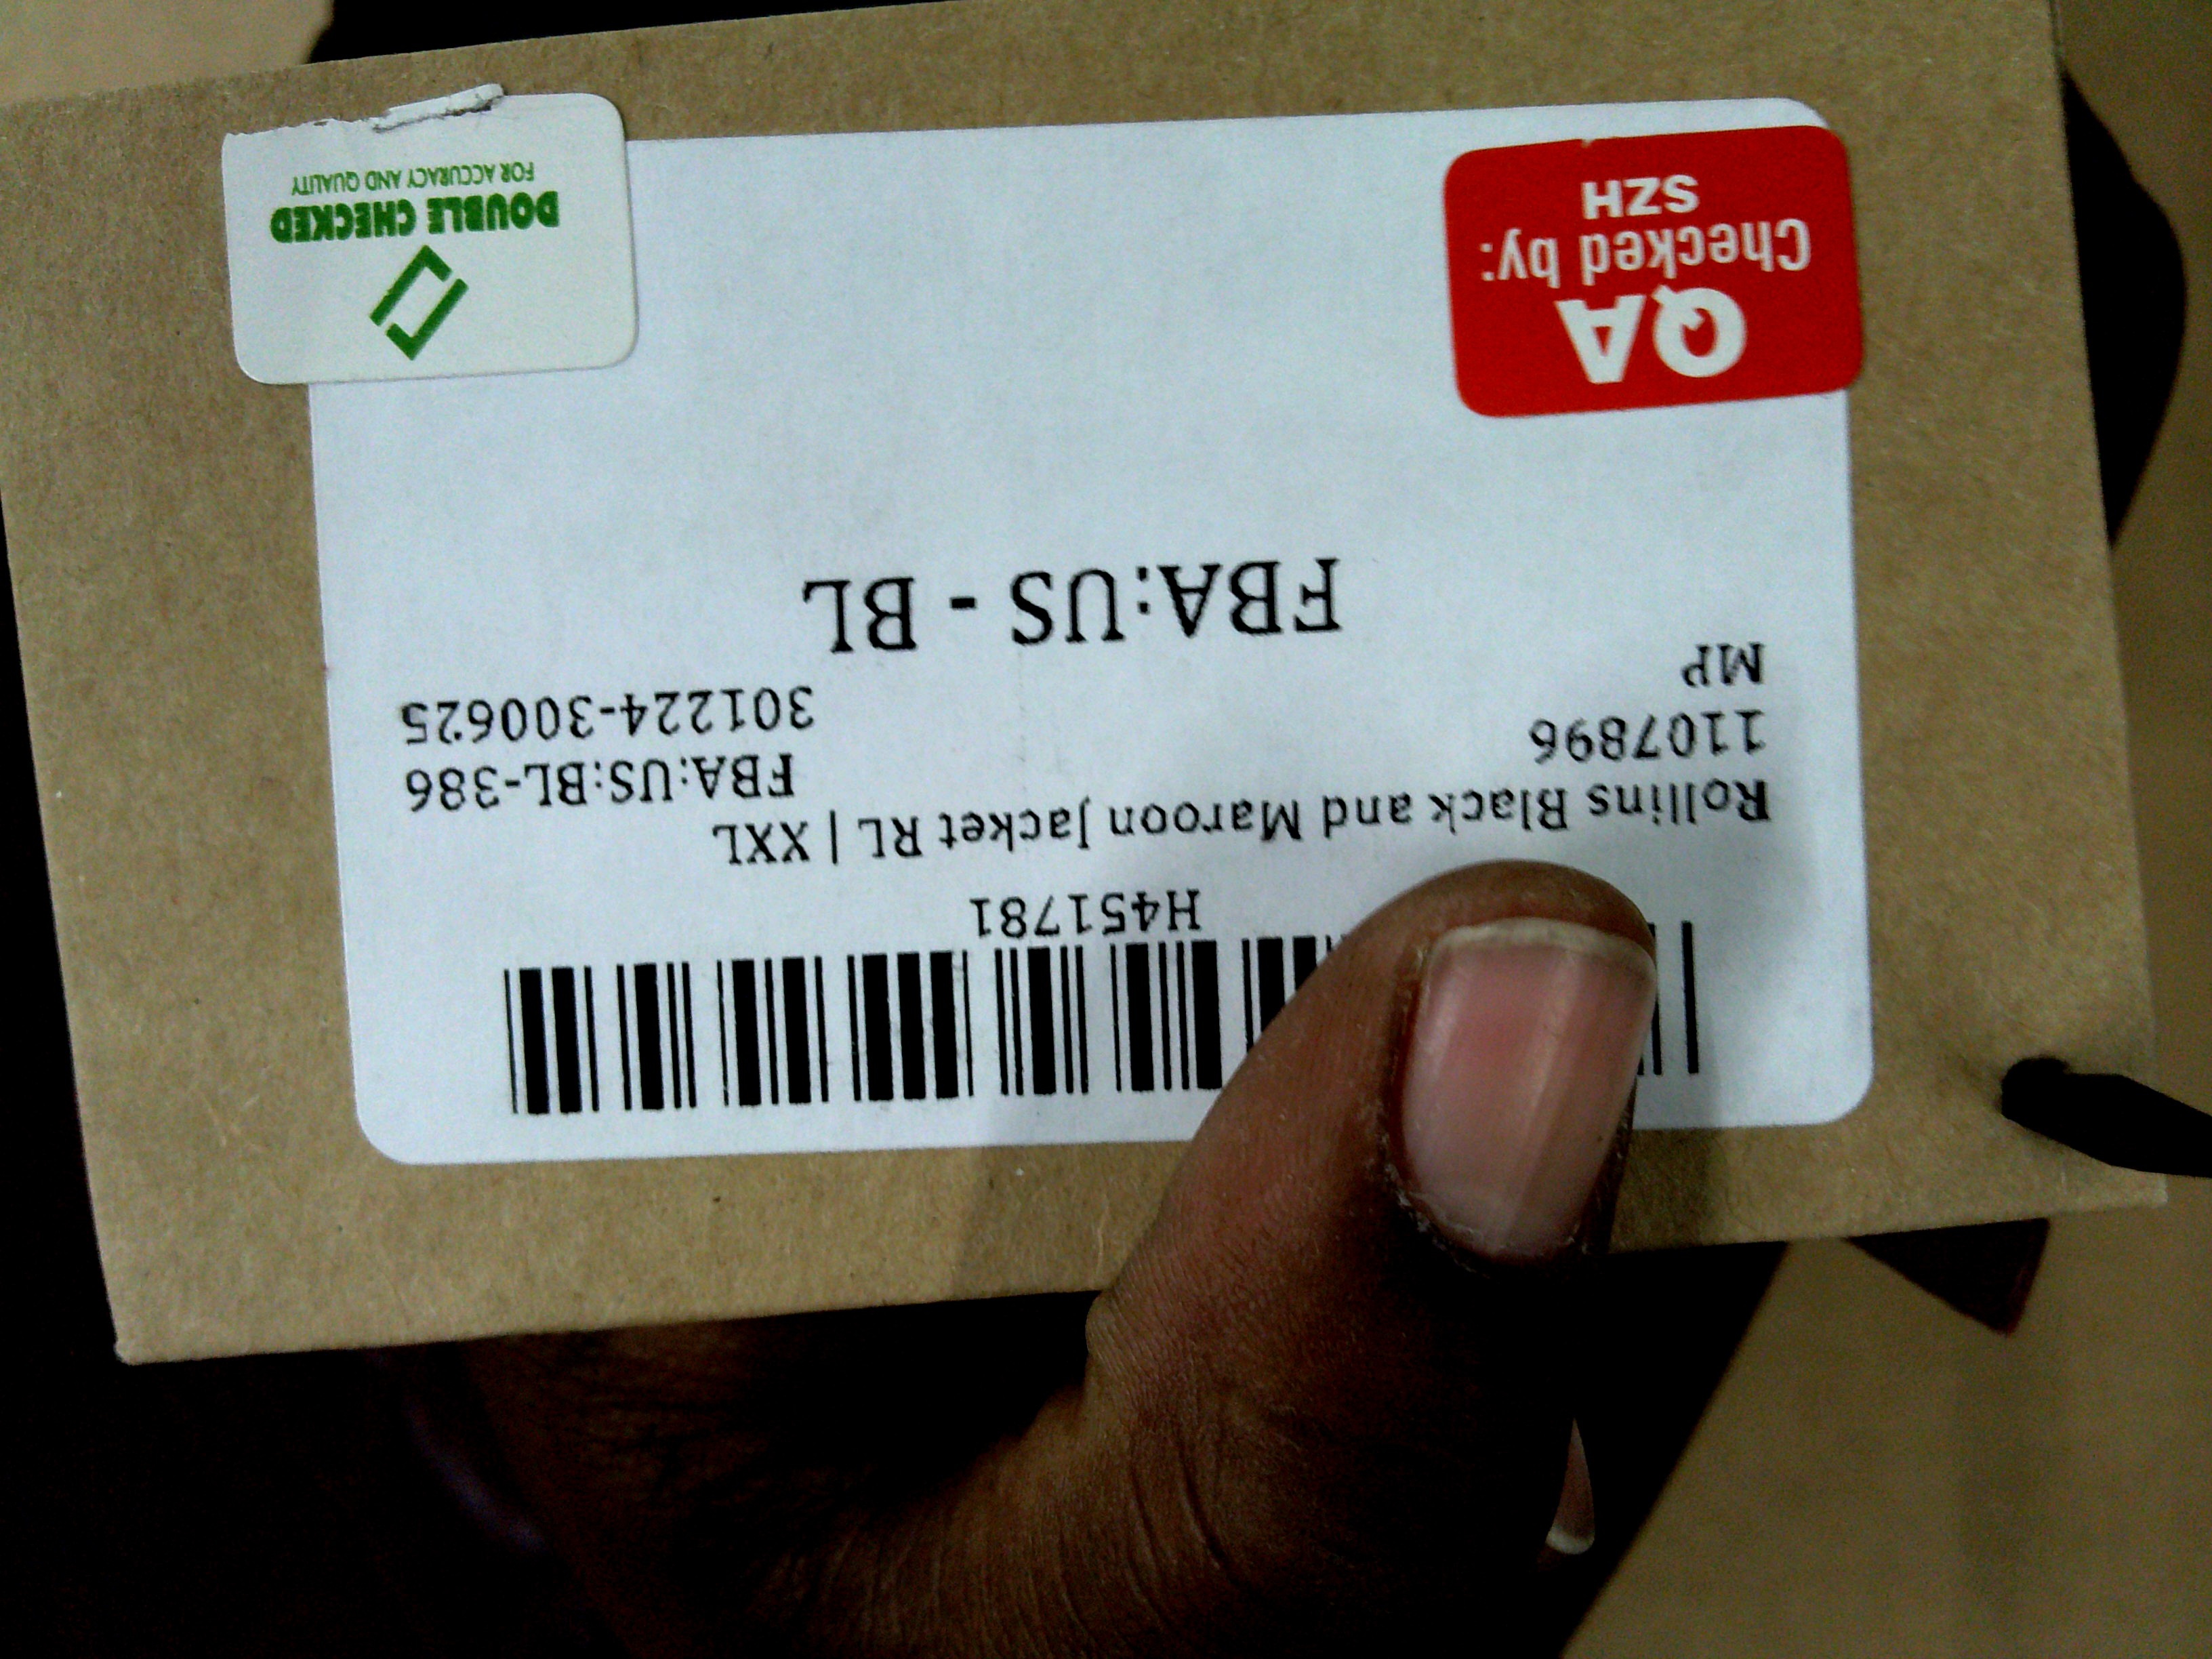 H451781
Rollins Black and Maroon Jacket RL | XXL
1107896 FBA:US:BL-386
MP 301224-300625
FBA:US - BL
QA
Checked by:
SZH
DOUBLE CHECKED
FOR ACCURACY AND QUALITY